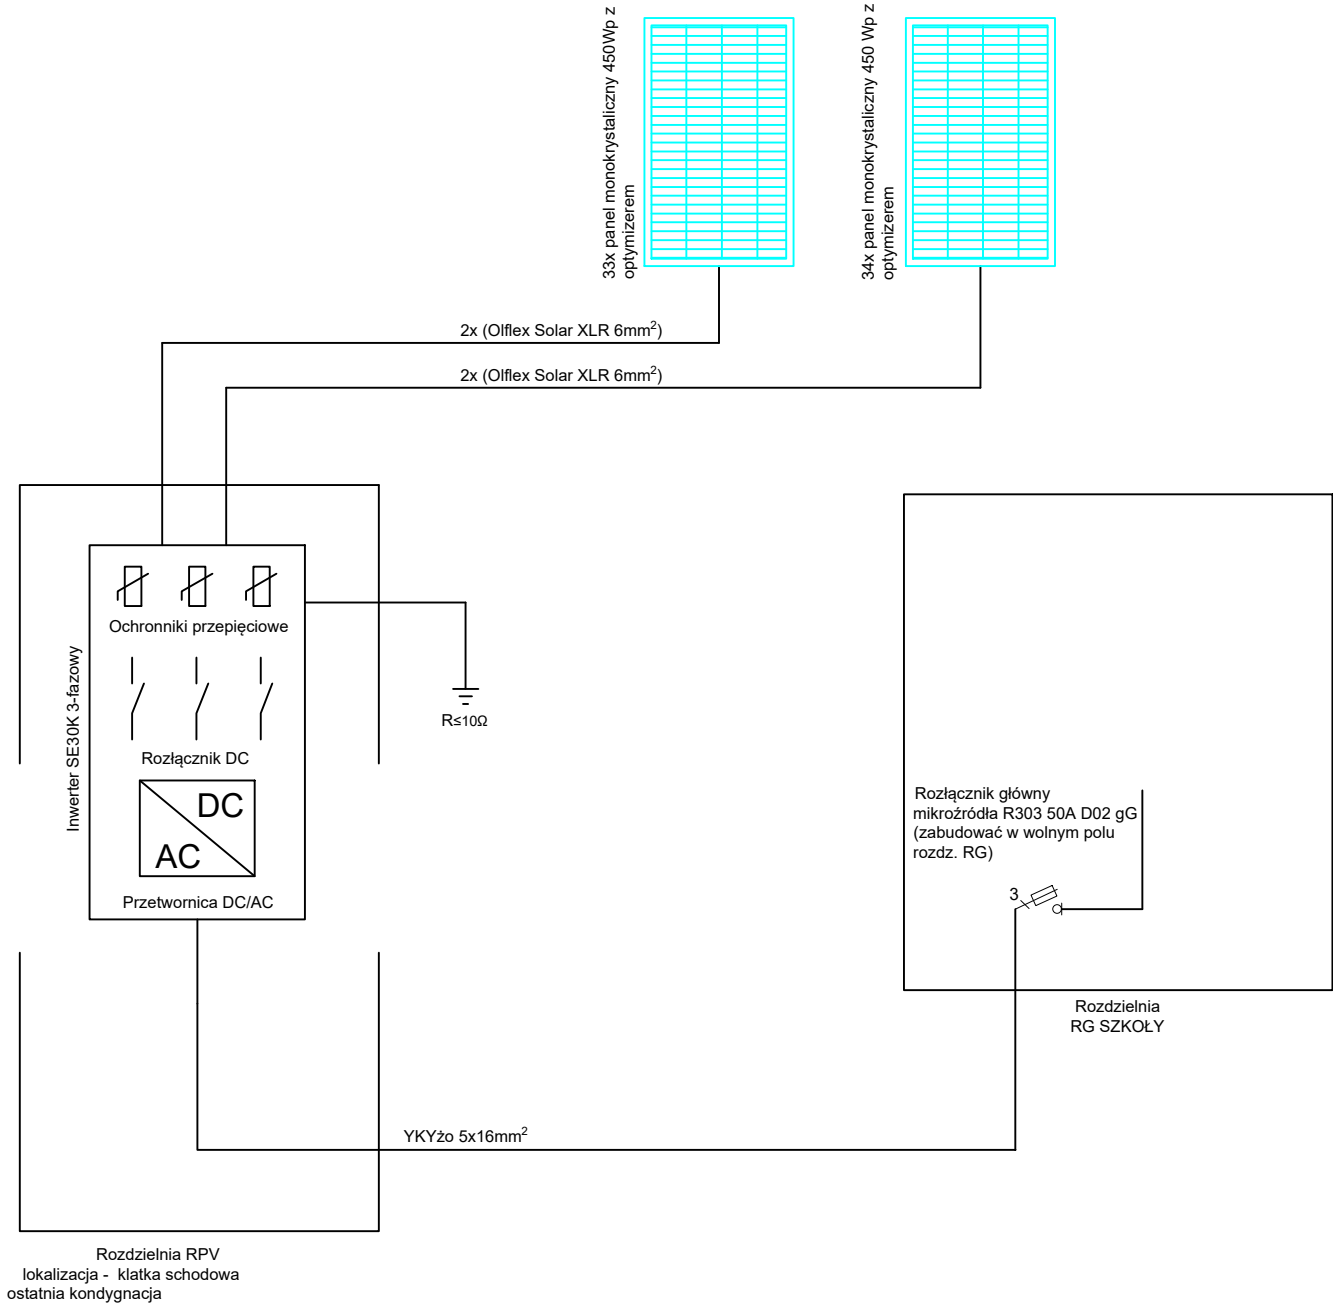 33x panel monokrystaliczny 450Wp z
optymizerem
34x panel monokrystaliczny 450 Wp z
optymizerem
2x (Olflex Solar XLR 6mm²)
2x (Olflex Solar XLR 6mm²)
Inwerter SE30K 3-fazowy
Ochronniki przepięciowe
R≤10Ω
Rozłącznik DC
DC
AC
Przetwornica DC/AC
Rozłącznik główny
mikroźródła R303 50A D02 gG
(zabudować w wolnym polu
rozdz. RG)
3
Rozdzielnia
RG SZKOŁY
YKYżo 5x16mm²
Rozdzielnia RPV
lokalizacja - klatka schodowa
ostatnia kondygnacja